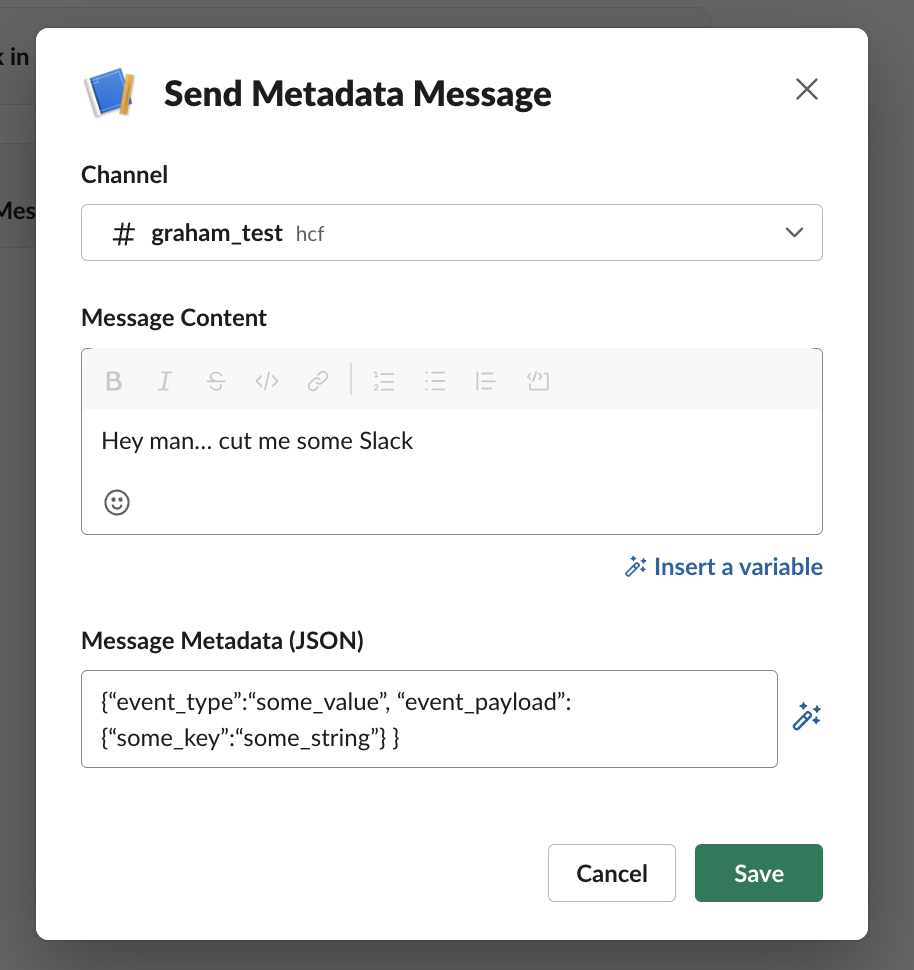 k in
Send Metadata Message
Channel
# graham_test hcf
Mes
Message Content
B I S </>
Hey man... cut me some Slack
Insert a variable
Message Metadata (JSON)
{“event_type”:“some_value”, “event_payload”:
{“some_key”:“some_string”} }
Cancel Save